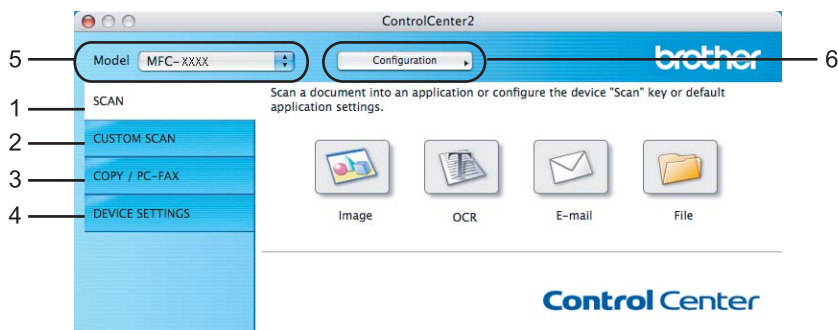 ControlCenter2
5
Model MFC-XXXX
Configuration
brother
6
1
SCAN
Scan a document into an application or configure the device "Scan" key or default
application settings.
2
CUSTOM SCAN
3
COPY / PC-FAX
4
DEVICE SETTINGS
Image
OCR
E-mail
File
Control Center